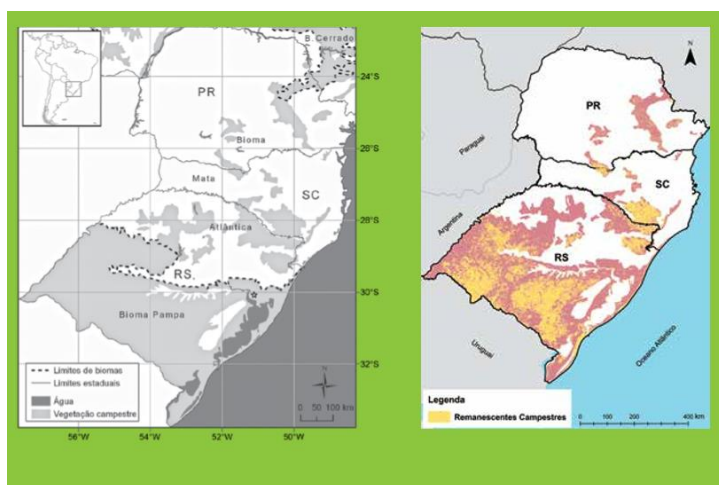 B. Cerrado
24°S
PR
Bioma
26°S
Mata
SC
28°S
Atlântica
RS
30°S
Bioma Pampa
32°S
Limites de biomas
Limites estaduais
Água
Vegetação campestre
N
0 50 100 km
56°W 54°W 52°W 50°W
N
PR
Paraguai
SC
Argentina
RS
Uruguai
Oceano Atlântico
Legenda
Remanescentes Campestres
0 100 200 400 km